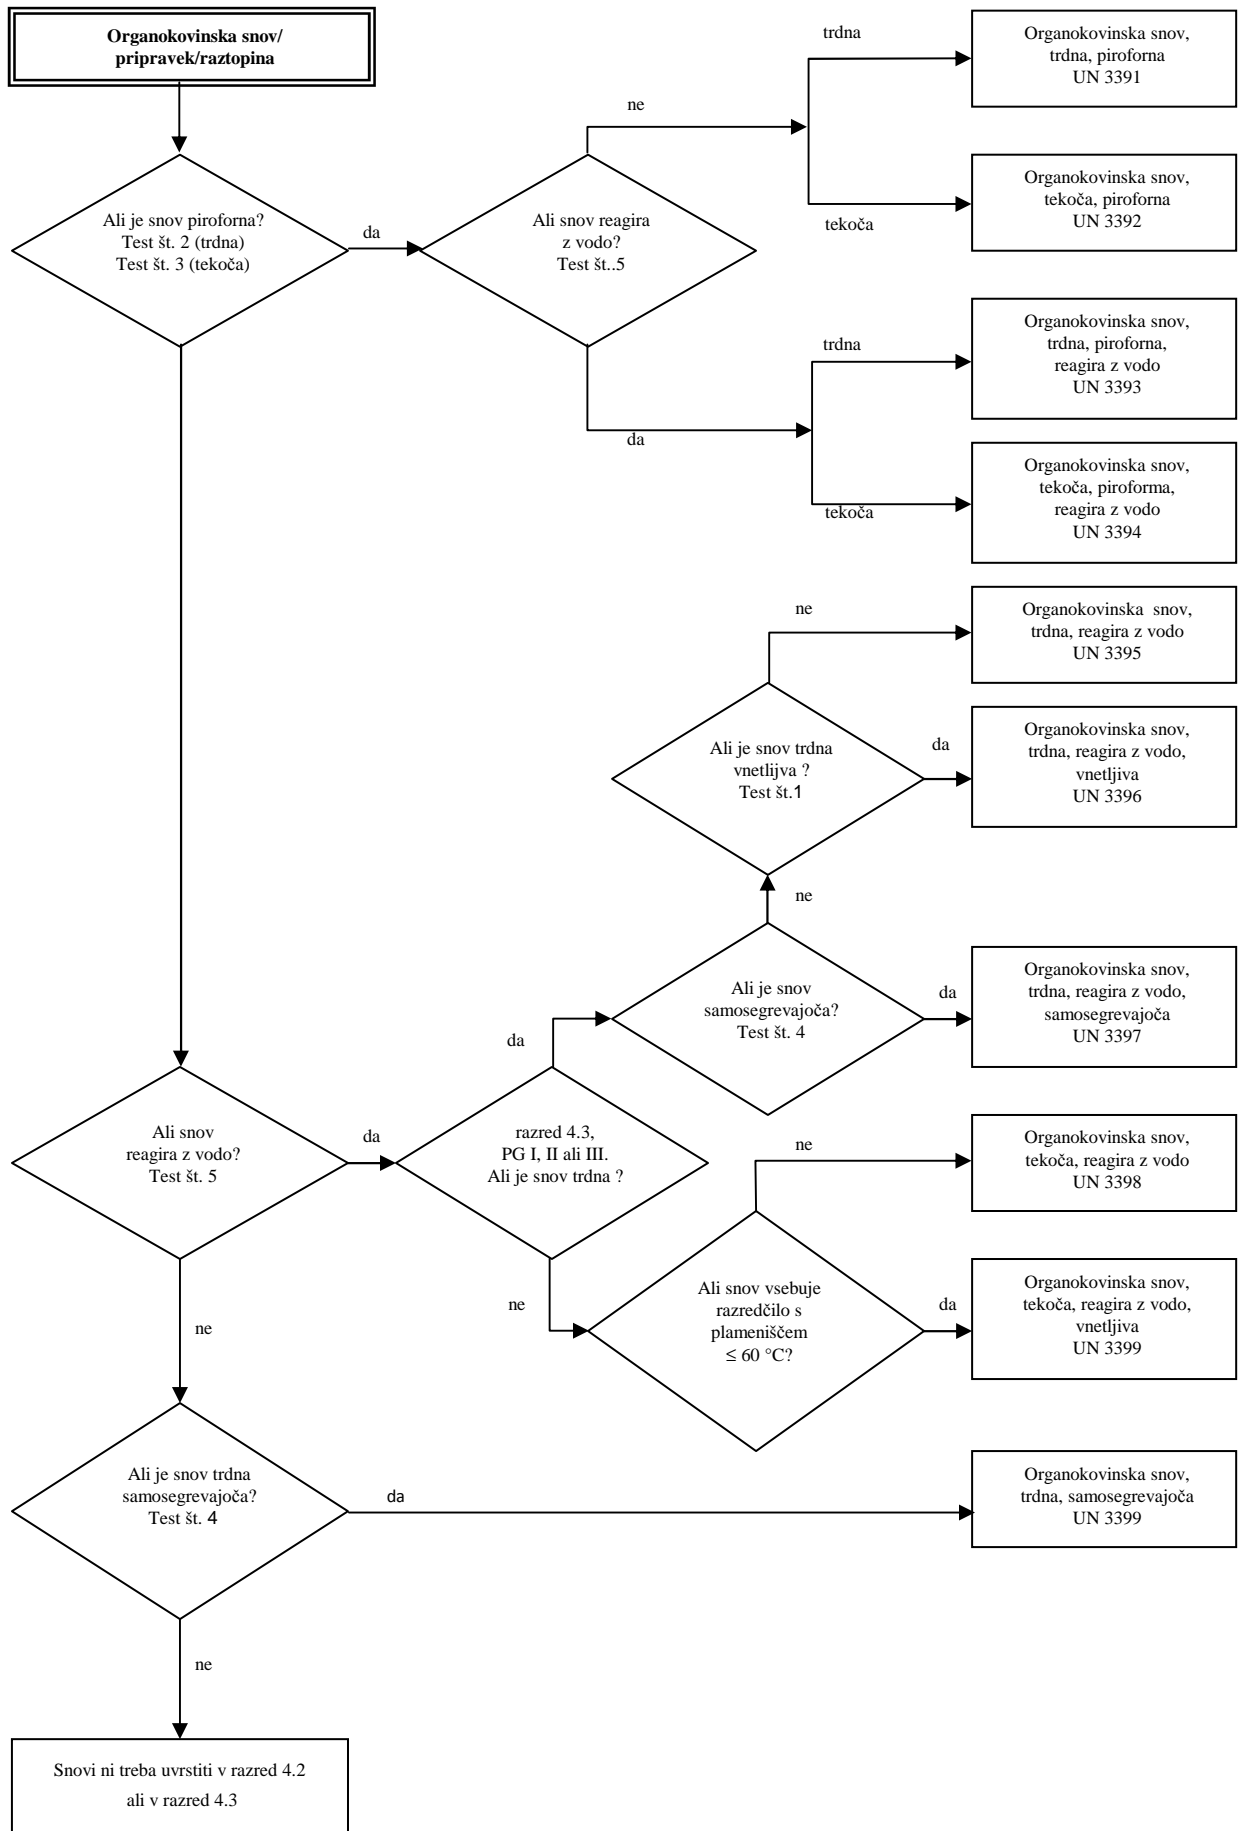 Organokovinska snov/
pripravek/raztopina
trdna
Organokovinska snov,
trdna, piroforna
UN 3391
ne
Ali je snov piroforna?
Test št. 2 (trdna)
Test št. 3 (tekoča)
da
Ali snov reagira
z vodo?
Test št..5
tekoča
Organokovinska snov,
tekoča, piroforna
UN 3392
trdna
Organokovinska snov,
trdna, piroforna,
reagira z vodo
UN 3393
da
tekoča
Organokovinska snov,
tekoča, piroforma,
reagira z vodo
UN 3394
ne
Organokovinska  snov,
trdna, reagira z vodo
UN 3395
Ali je snov trdna
vnetlijva ?
Test št.1
da
Organokovinska snov,
trdna, reagira z vodo,
vnetljiva
UN 3396
ne
Ali je snov
samosegrevajoča?
Test št. 4
da
Organokovinska snov,
trdna, reagira z vodo,
samosegrevajoča
UN 3397
da
Ali snov
reagira z vodo?
Test št. 5
da
razred 4.3,
PG I, II ali III.
Ali je snov trdna ?
ne
Organokovinska snov,
tekoča, reagira z vodo
UN 3398
ne
Ali snov vsebuje
razredčilo s
plameniščem
≤ 60 °C?
da
Organokovinska snov,
tekoča, reagira z vodo,
vnetljiva
UN 3399
ne
Ali je snov trdna
samosegrevajoča?
Test št. 4
da
Organokovinska snov,
trdna, samosegrevajoča
UN 3399
ne
Snovi ni treba uvrstiti v razred 4.2
ali v razred 4.3